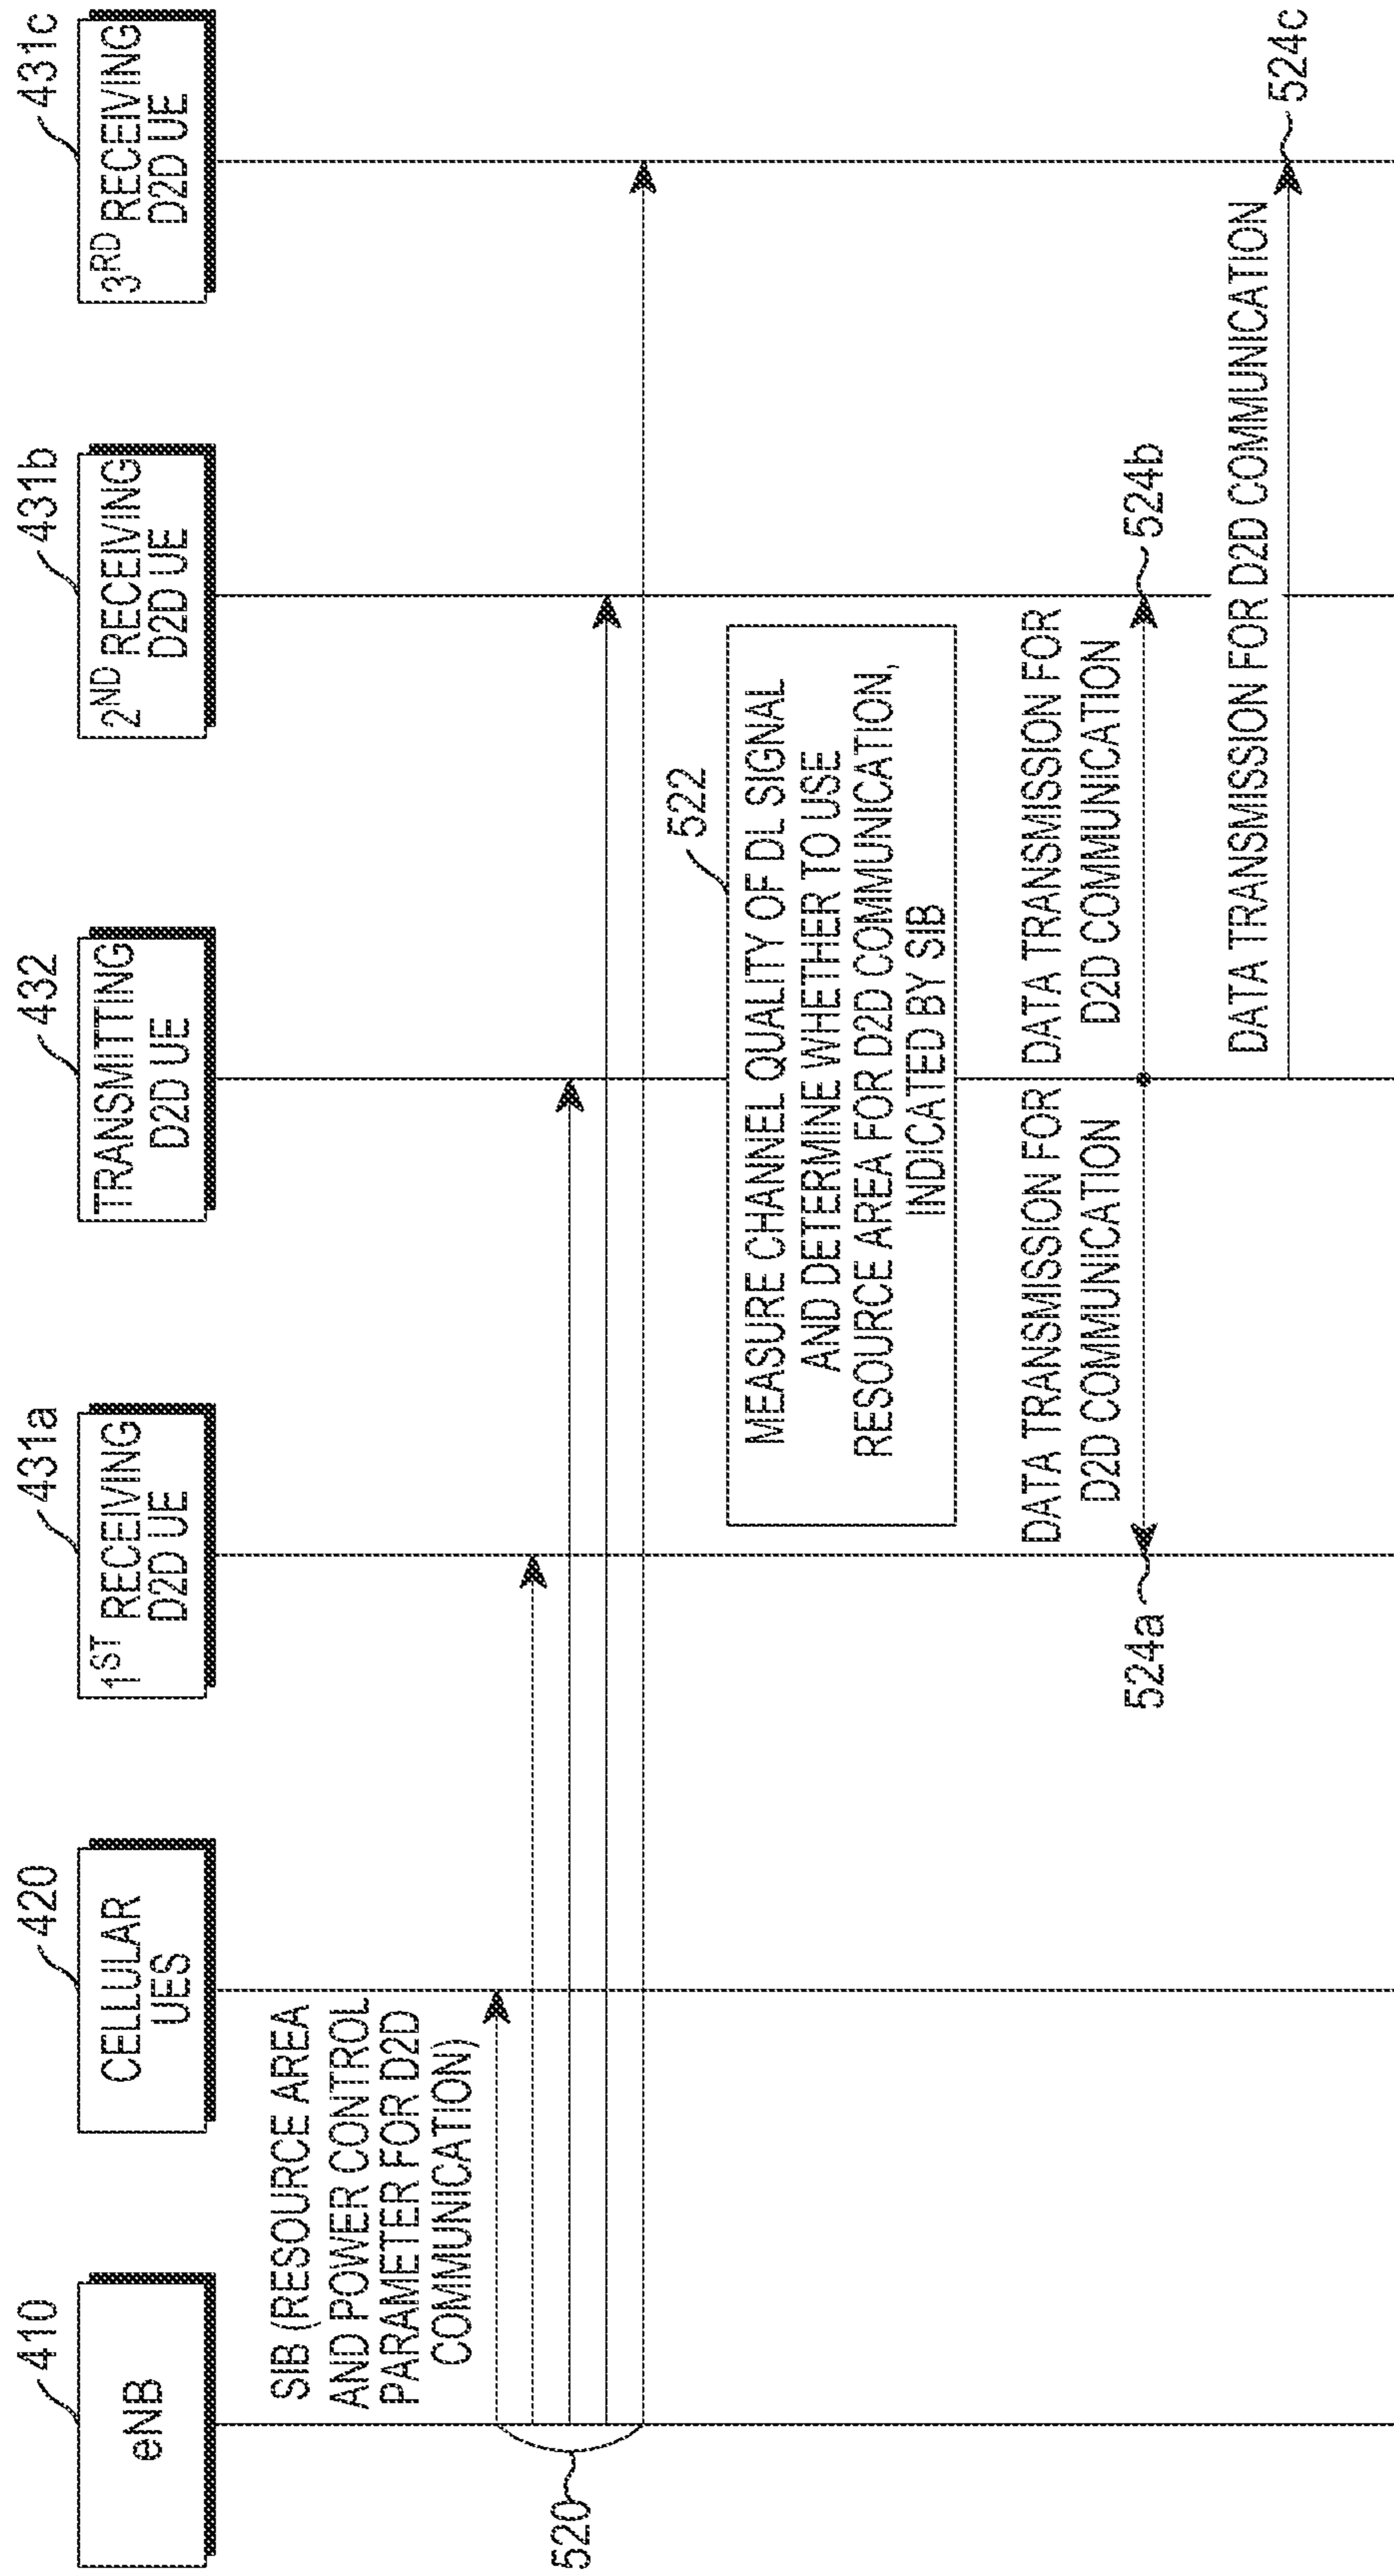 410
eNB
420
CELLULAR
UES
431a
1ST RECEIVING
D2D UE
432
TRANSMITTING
D2D UE
431b
2ND RECEIVING
D2D UE
431c
3RD RECEIVING
D2D UE
SIB (RESOURCE AREA
AND POWER CONTROL
PARAMETER FOR D2D
COMMUNICATION)
520
522
MEASURE CHANNEL QUALITY OF DL SIGNAL
AND DETERMINE WHETHER TO USE
RESOURCE AREA FOR D2D COMMUNICATION,
INDICATED BY SIB
DATA TRANSMISSION FOR
D2D COMMUNICATION
524a
DATA TRANSMISSION FOR
D2D COMMUNICATION
524b
DATA TRANSMISSION FOR D2D COMMUNICATION
524c